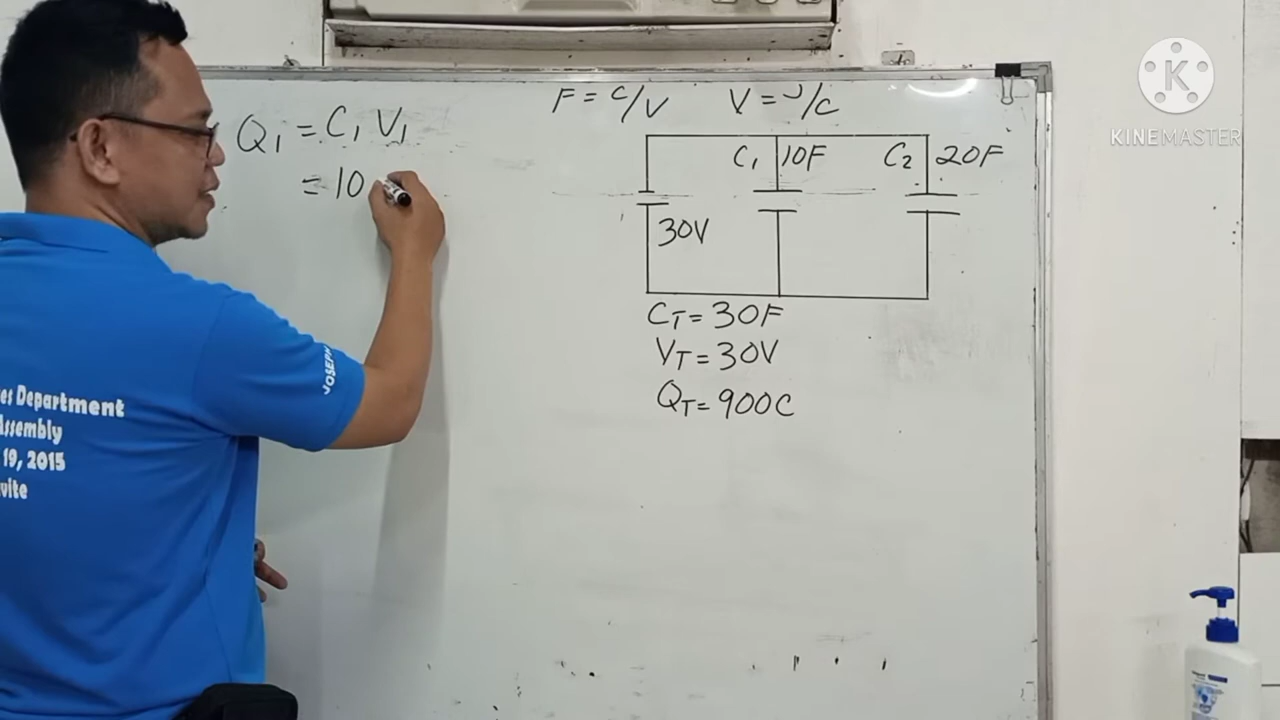 Q1 = C1 V1
= 10
F = C/V V = J/C
C1 10F C2 20F
30V
CT = 30F
VT = 30V
QT = 900C
JOSEPH
Department
Assembly
19, 2015
K
KINEMASTER